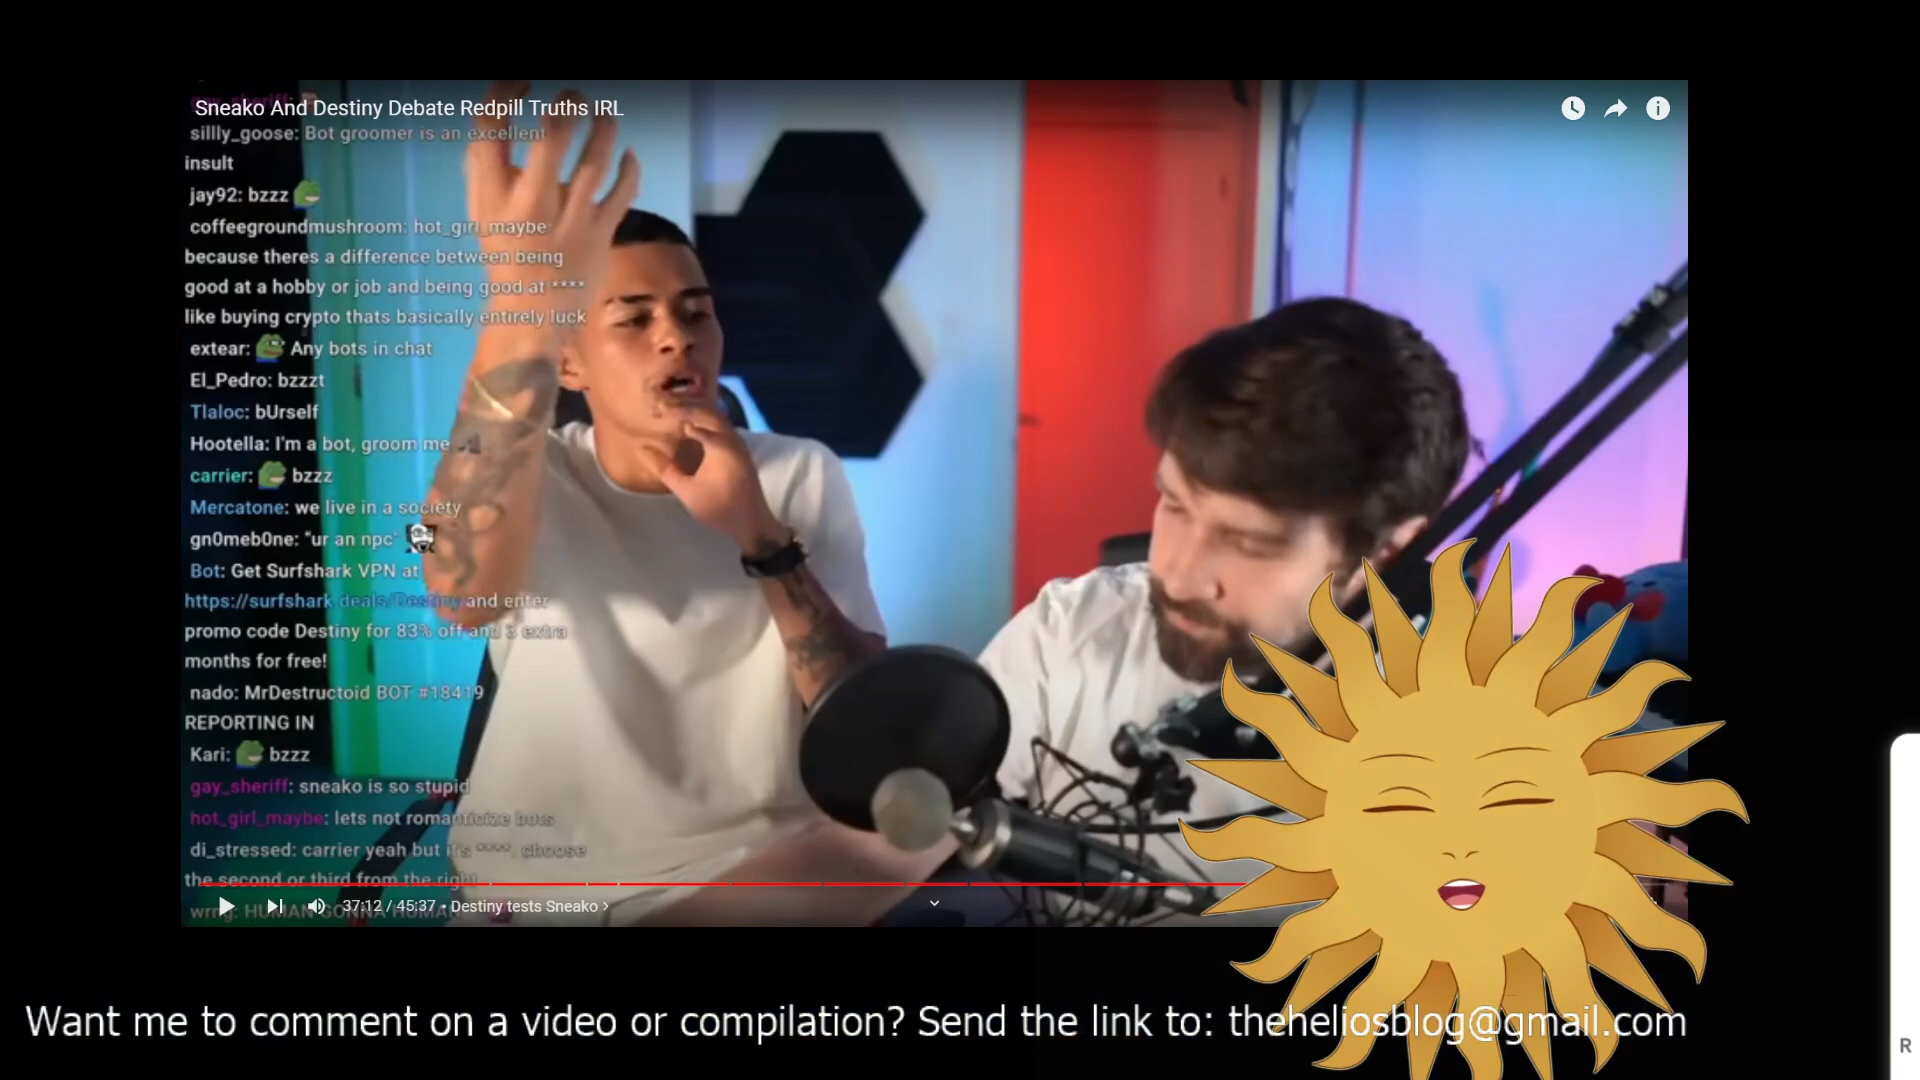 Sneako And Destiny Debate Redpill Truths IRL
sillly_goose: Bot groomer is an excellent
insult
jay92: bzzz
coffeegroundmushroom: hot_girl_maybe
because theres a difference between being
good at a hobby or job and being good at ****
like buying crypto thats basically entirely luck
extear: Any bots in chat
El_Pedro: bzzzt
Tlaloc: bUrself
Hootella: I'm a bot, groom me
carrier: bzzz
Mercatone: we live in a society
gn0meb0ne: "ur an npc"
Bot: Get Surfshark VPN at
https://surfshark.deals/Destiny and enter
promo code Destiny for 83% off and 3 extra
months for free!
nado: MrDestructoid BOT #18419
REPORTING IN
Kari: bzzz
gay_sheriff: sneako is so stupid
hot_girl_maybe: lets not romanticize bots
di_stressed: carrier yeah but it's ****, choose
the second or third from the right
HUMAN GONNA HUMAN
37:12 / 45:37 • Destiny tests Sneako >
Want me to comment on a video or compilation? Send the link to: theheliosblog@gmail.com
R